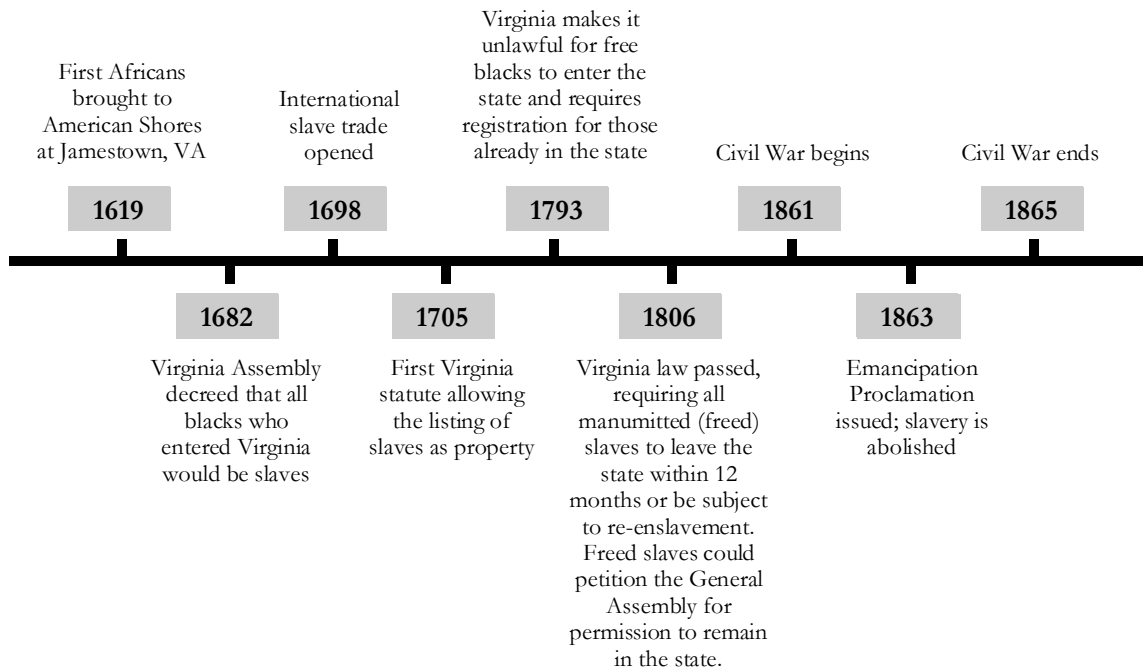 First Africans
brought to
American Shores
at Jamestown, VA
1619
Virginia Assembly
decreed that all
blacks who
entered Virginia
would be slaves
1682
International
slave trade
opened
1698
First Virginia
statute allowing
the listing of
slaves as property
1705
Virginia makes it
unlawful for free
blacks to enter the
state and requires
registration for those
already in the state
1793
1806
Virginia law passed,
requiring all
manumitted (freed)
slaves to leave the
state within 12
months or be subject
to re-enslavement.
Freed slaves could
petition the General
Assembly for
permission to remain
in the state.
Civil War begins
1861
1863
Emancipation
Proclamation
issued; slavery is
abolished
Civil War ends
1865